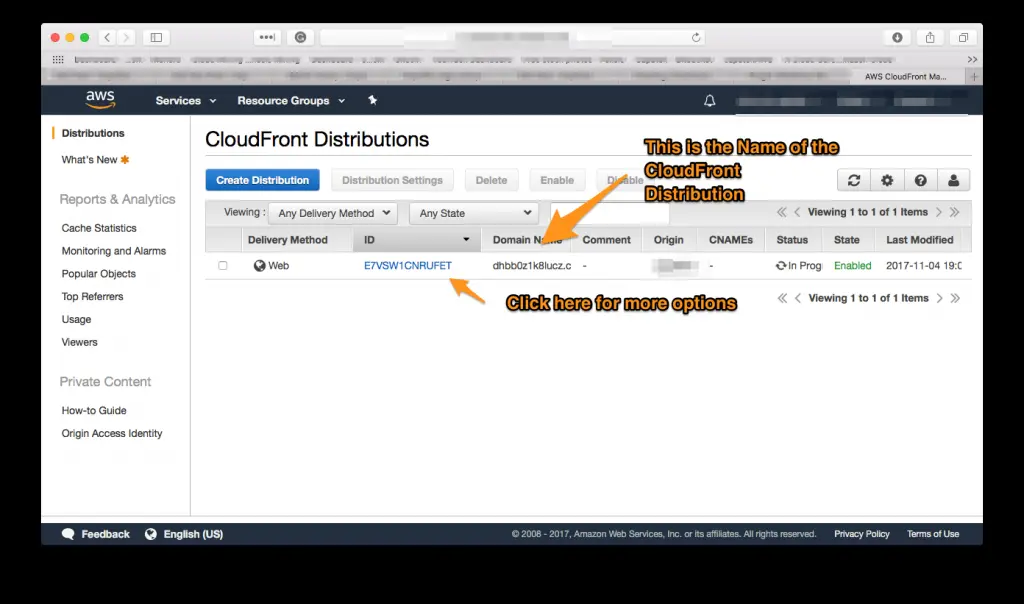 AWS CloudFront Ma...
aws Services Resource Groups
Distributions
What's New
Reports & Analytics
Cache Statistics
Monitoring and Alarms
Popular Objects
Top Referrers
Usage
Viewers
Private Content
How-to Guide
Origin Access Identity
CloudFront Distributions
This is the Name of the
CloudFront
Distribution
Create Distribution Distribution Settings Delete Enable Disable
Viewing : Any Delivery Method Any State
Viewing 1 to 1 of 1 Items
Delivery Method ID Domain Name Comment Origin CNAMEs Status State Last Modified
Web E7VSW1CNRUFET dhbb0z1k8lucz.c - - In Prog Enabled 2017-11-04 19:0
Viewing 1 to 1 of 1 Items
Click here for more options
Feedback English (US) © 2008 - 2017, Amazon Web Services, Inc. or its affiliates. All rights reserved. Privacy Policy Terms of Use